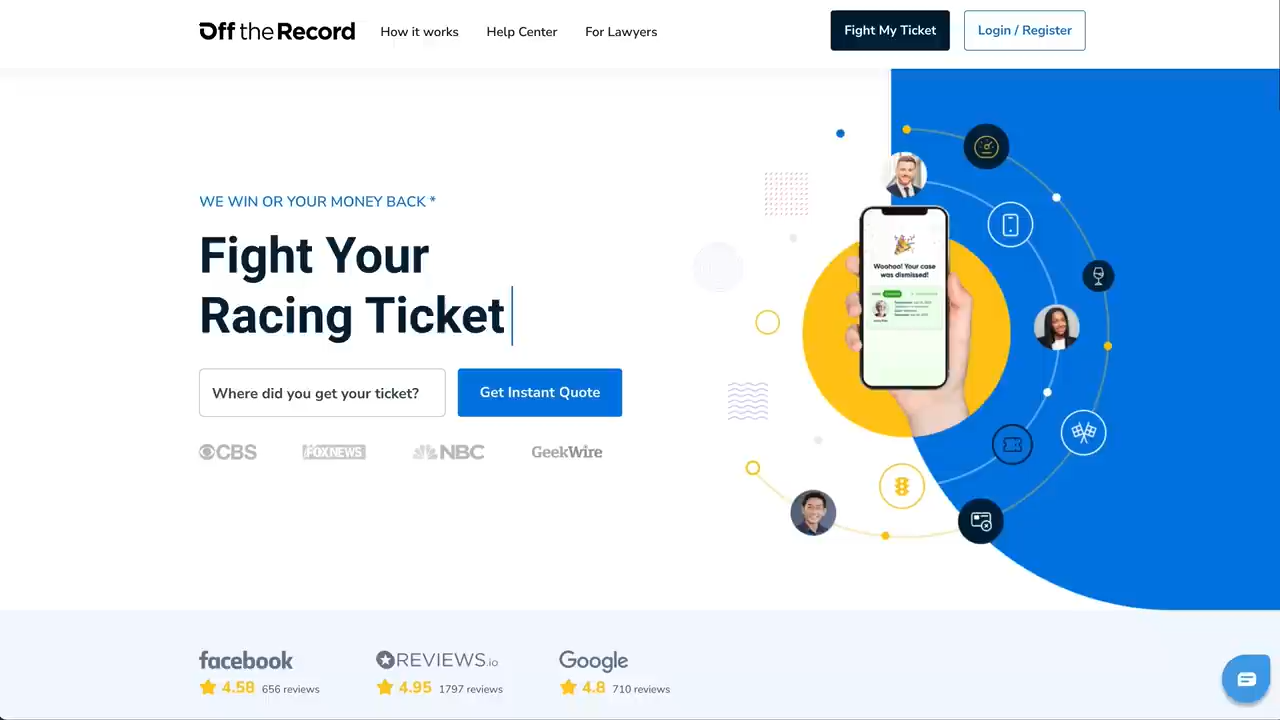 Off the Record
How it works
Help Center
For Lawyers
Fight My Ticket
Login / Register
WE WIN OR YOUR MONEY BACK *
Fight Your
Racing Ticket
Where did you get your ticket?
Get Instant Quote
CBS
FOX NEWS
NBC
GeekWire
Woohoo! Your case
was dismissed!
facebook
4.58 656 reviews
REVIEWS.io
4.95 1797 reviews
Google
4.8 710 reviews